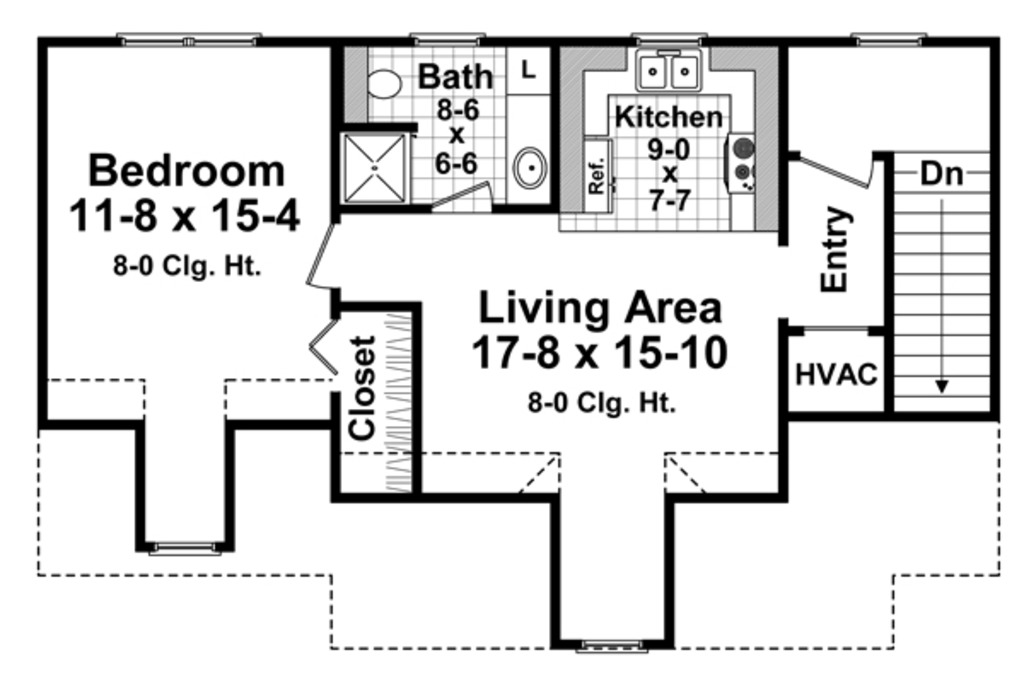 Bedroom
11-8 x 15-4
8-0 Clg. Ht.
Bath
8-6
x
6-6
L
Kitchen
9-0
x
7-7
Ref.
Dn
Entry
Living Area
17-8 x 15-10
8-0 Clg. Ht.
Closet
HVAC